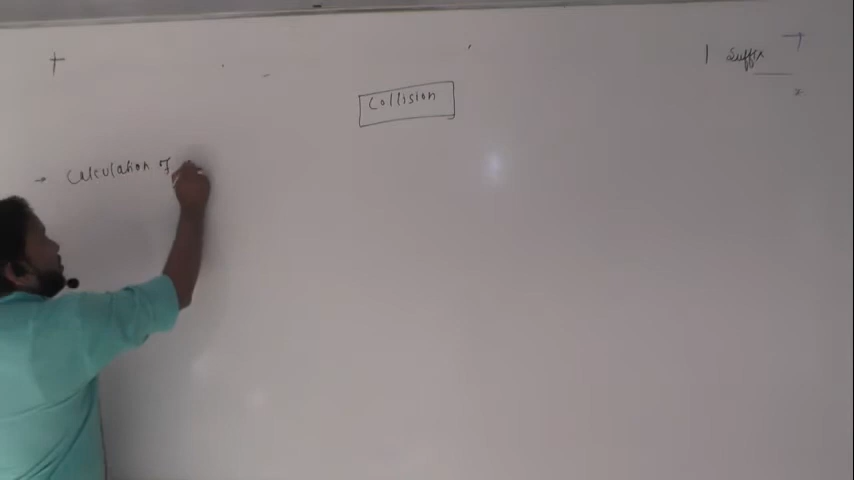 | Suffix
Collision
→ Calculation of